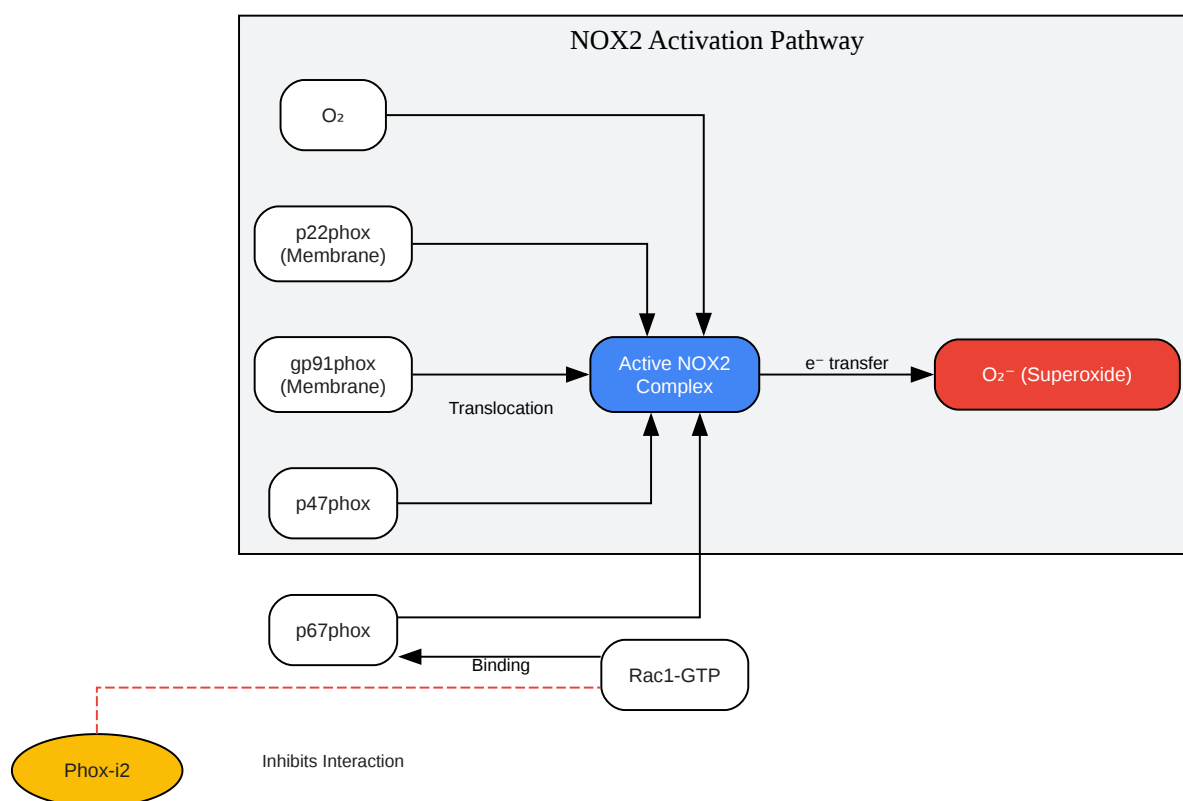 NOX2 Activation Pathway
O₂
p22phox
(Membrane)
gp91phox
(Membrane)
Translocation
Active NOX2
Complex
e⁻ transfer
O₂⁻ (Superoxide)
p47phox
p67phox
Binding
Rac1-GTP
Phox-i2
Inhibits Interaction